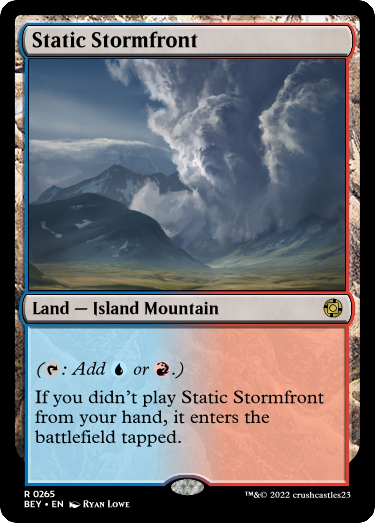 Static Stormfront
Land — Island Mountain
(: Add or .)
If you didn't play Static Stormfront
from your hand, it enters the
battlefield tapped.
R 0265
BEY • EN Ryan Lowe
™&© 2022 crushcastles23